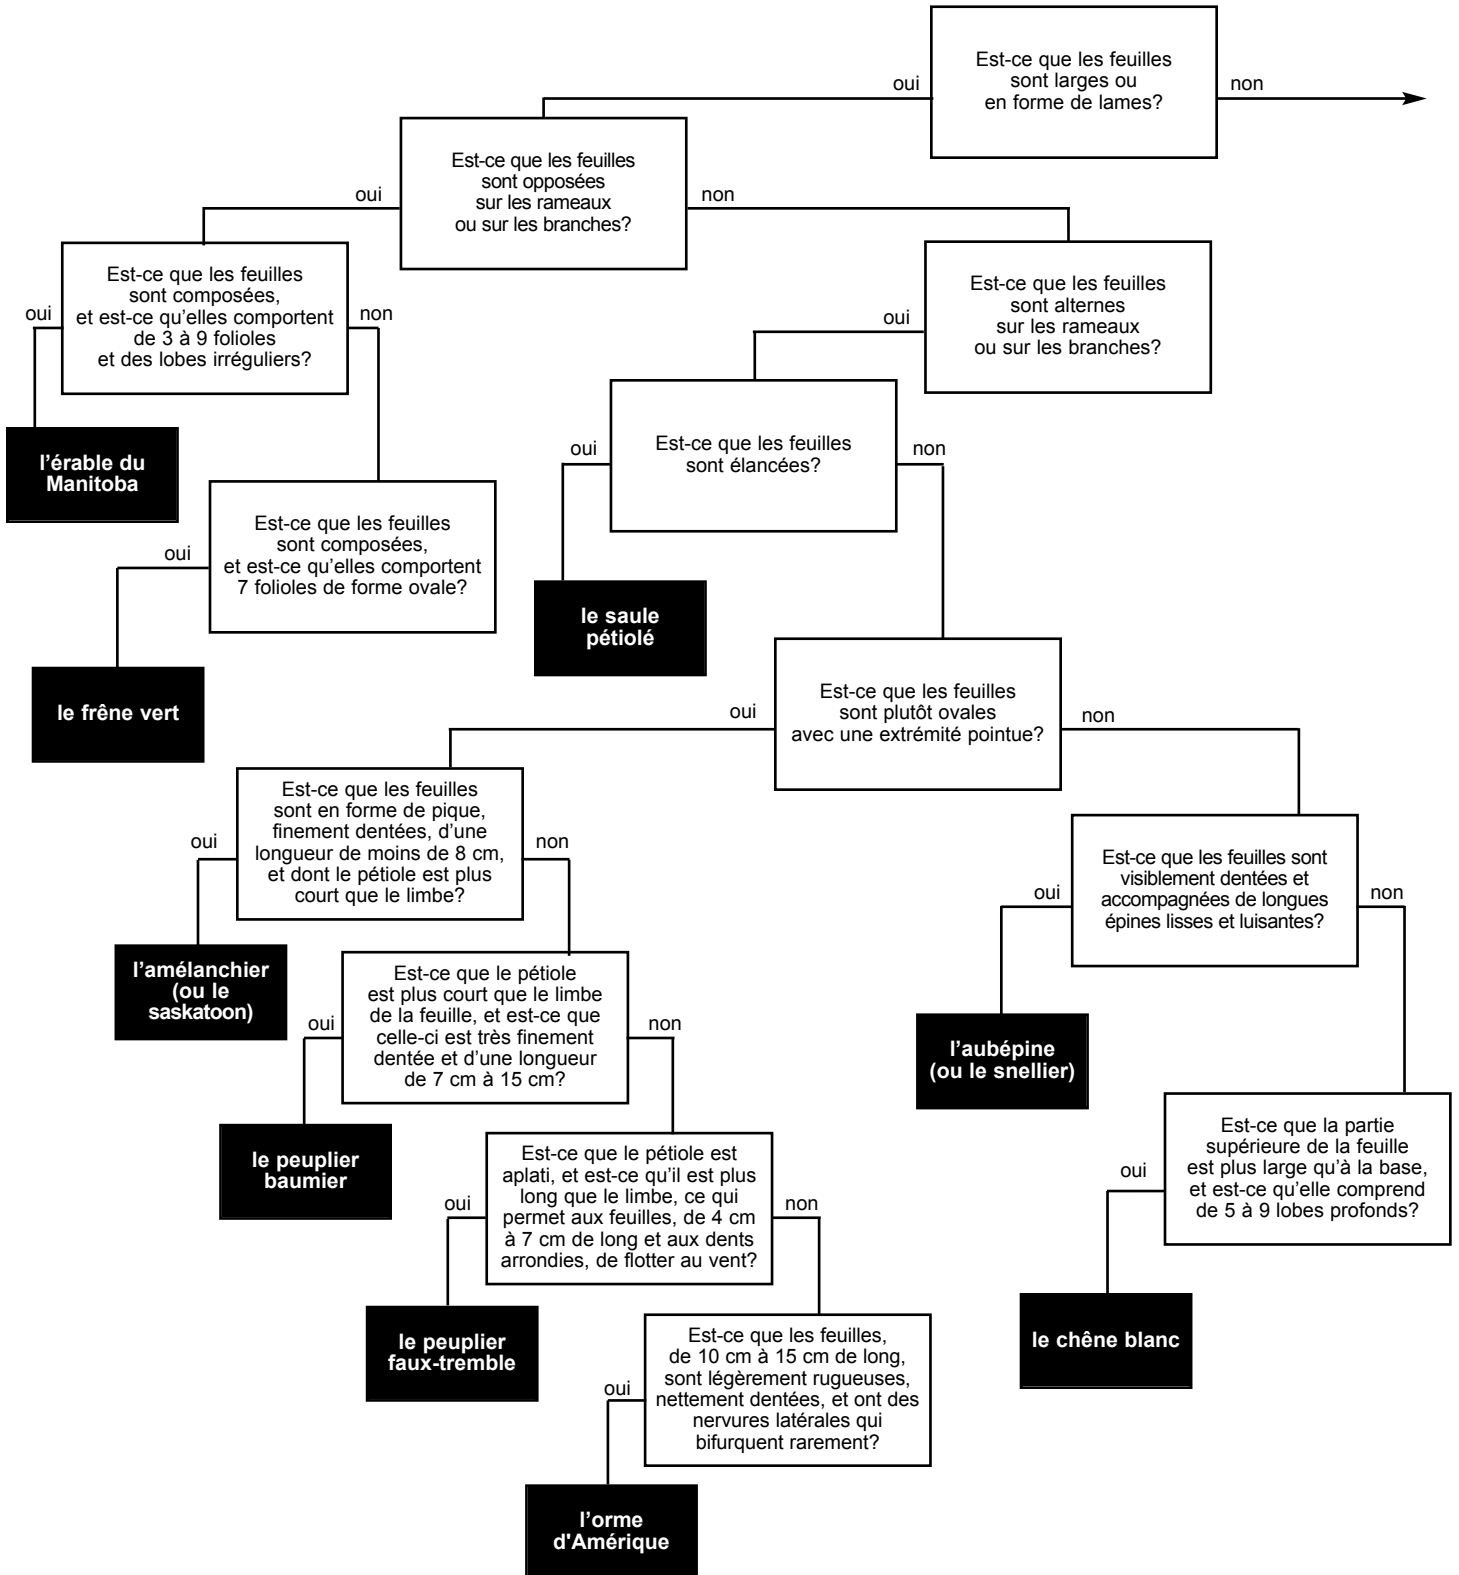 Est-ce que les feuilles
sont larges ou
en forme de lames?
oui
non
Est-ce que les feuilles
sont opposées
sur les rameaux
ou sur les branches?
oui
non
Est-ce que les feuilles
sont composées,
et est-ce qu'elles comportent
de 3 à 9 folioles
et des lobes irréguliers?
oui
non
Est-ce que les feuilles
sont alternes
sur les rameaux
ou sur les branches?
oui
l'érable du
Manitoba
Est-ce que les feuilles
sont élancées?
oui
non
Est-ce que les feuilles
sont composées,
et est-ce qu'elles comportent
7 folioles de forme ovale?
oui
le saule
pétiolé
le frêne vert
Est-ce que les feuilles
sont plutôt ovales
avec une extrémité pointue?
oui
non
Est-ce que les feuilles
sont en forme de pique,
finement dentées, d'une
longueur de moins de 8 cm,
et dont le pétiole est plus
court que le limbe?
oui
non
Est-ce que les feuilles sont
visiblement dentées et
accompagnées de longues
épines lisses et luisantes?
oui
non
l'amélanchier
(ou le
saskatoon)
Est-ce que le pétiole
est plus court que le limbe
de la feuille, et est-ce que
celle-ci est très finement
dentée et d'une longueur
de 7 cm à 15 cm?
oui
non
l'aubépine
(ou le snellier)
Est-ce que la partie
supérieure de la feuille
est plus large qu'à la base,
et est-ce qu'elle comprend
de 5 à 9 lobes profonds?
oui
le peuplier
baumier
Est-ce que le pétiole est
aplati, et est-ce qu'il est plus
long que le limbe, ce qui
permet aux feuilles, de 4 cm
à 7 cm de long et aux dents
arrondies, de flotter au vent?
oui
non
le peuplier
faux-tremble
le chêne blanc
Est-ce que les feuilles,
de 10 cm à 15 cm de long,
sont légèrement rugueuses,
nettement dentées, et ont des
nervures latérales qui
bifurquent rarement?
oui
l'orme
d'Amérique